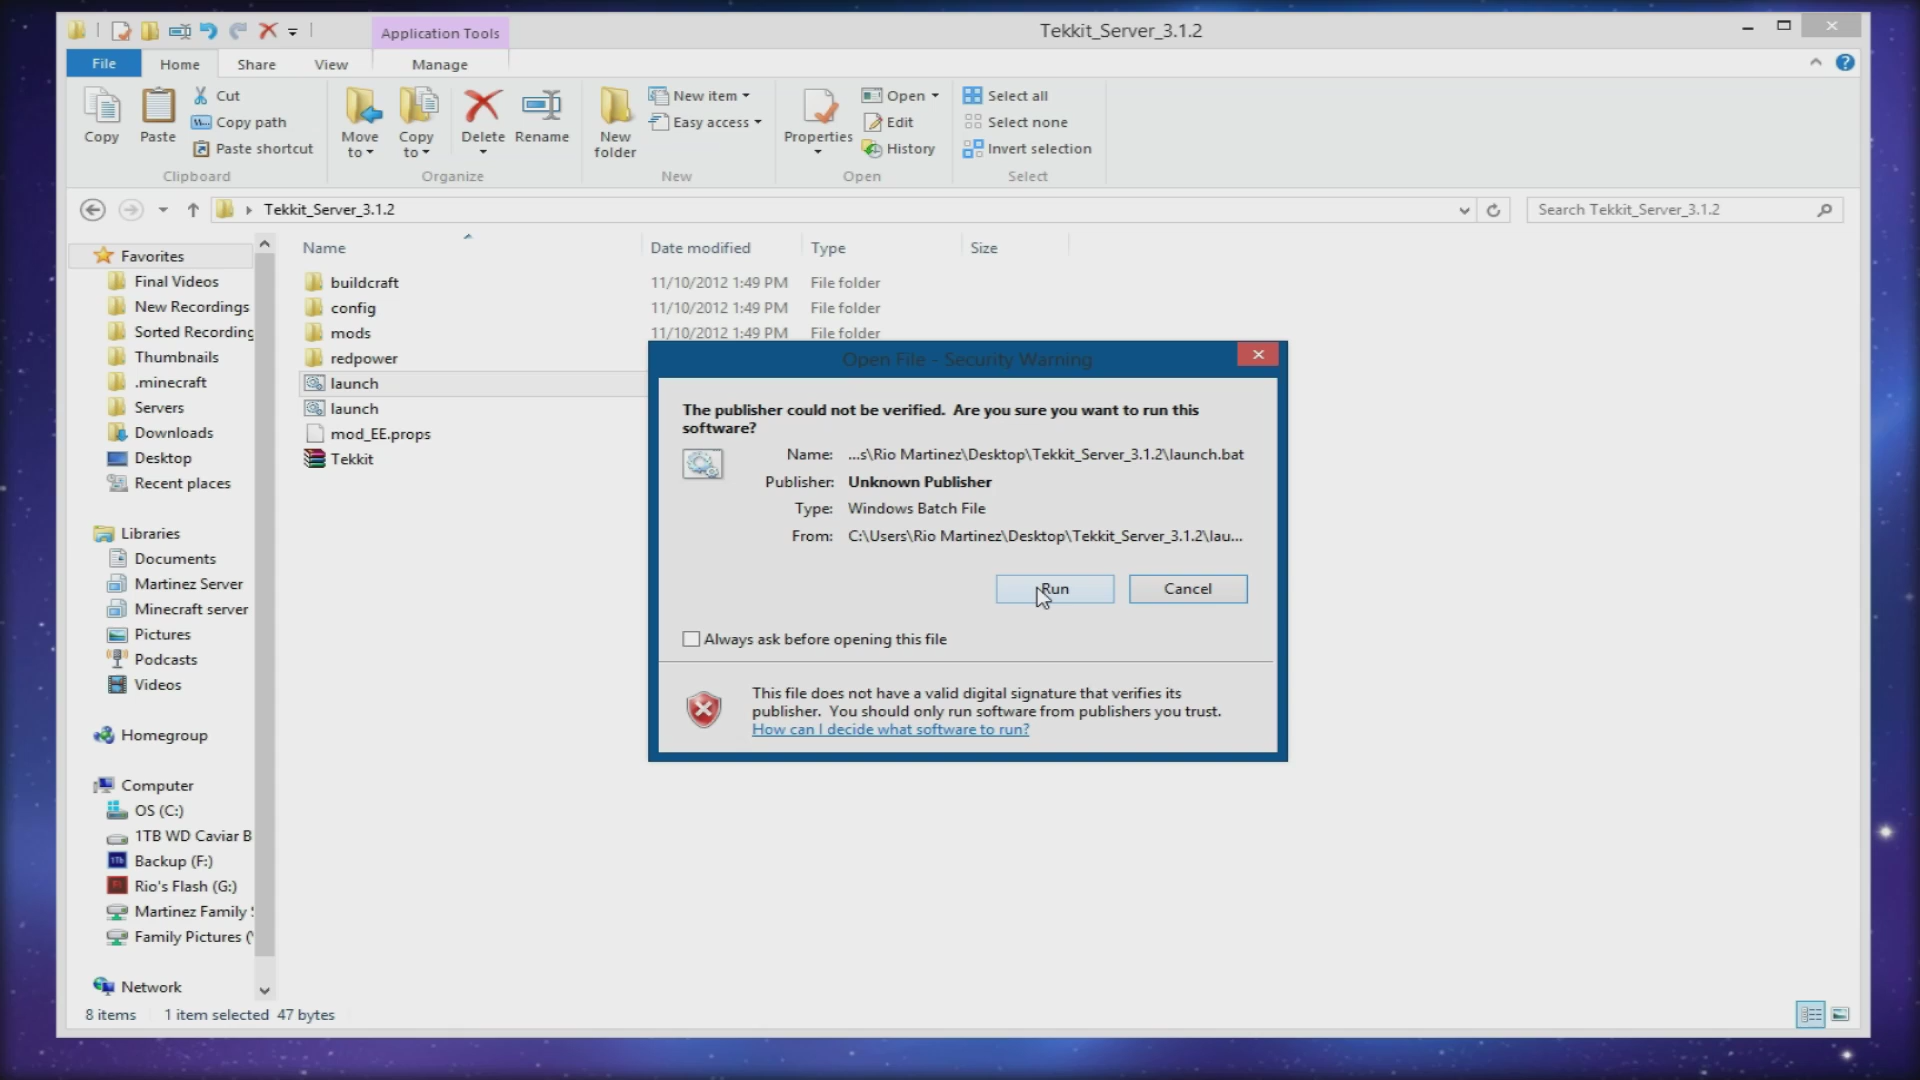 Application Tools
Tekkit_Server_3.1.2
File
Home
Share
View
Manage
Copy
Paste
Cut
Copy path
Paste shortcut
Clipboard
Move to
Copy to
Delete
Rename
Organize
New folder
New item
Easy access
New
Properties
Open
Edit
History
Open
Select all
Select none
Invert selection
Select
Tekkit_Server_3.1.2
Search Tekkit_Server_3.1.2
Name
Date modified
Type
Size
Favorites
Final Videos
New Recordings
Sorted Recording
Thumbnails
.minecraft
Servers
Downloads
Desktop
Recent places
Libraries
Documents
Martinez Server
Minecraft server
Pictures
Podcasts
Videos
Homegroup
Computer
OS (C:)
1TB WD Caviar B
Backup (F:)
Rio's Flash (G:)
Martinez Family
Family Pictures (
Network
buildcraft 11/10/2012 1:49 PM File folder
config 11/10/2012 1:49 PM File folder
mods 11/10/2012 1:49 PM File folder
redpower
launch
launch
mod_EE.props
Tekkit
Open File - Security Warning
The publisher could not be verified. Are you sure you want to run this
software?
Name: ...s\Rio Martinez\Desktop\Tekkit_Server_3.1.2\launch.bat
Publisher: Unknown Publisher
Type: Windows Batch File
From: C:\Users\Rio Martinez\Desktop\Tekkit_Server_3.1.2\lau...
Run
Cancel
Always ask before opening this file
This file does not have a valid digital signature that verifies its
publisher. You should only run software from publishers you trust.
How can I decide what software to run?
8 items 1 item selected 47 bytes